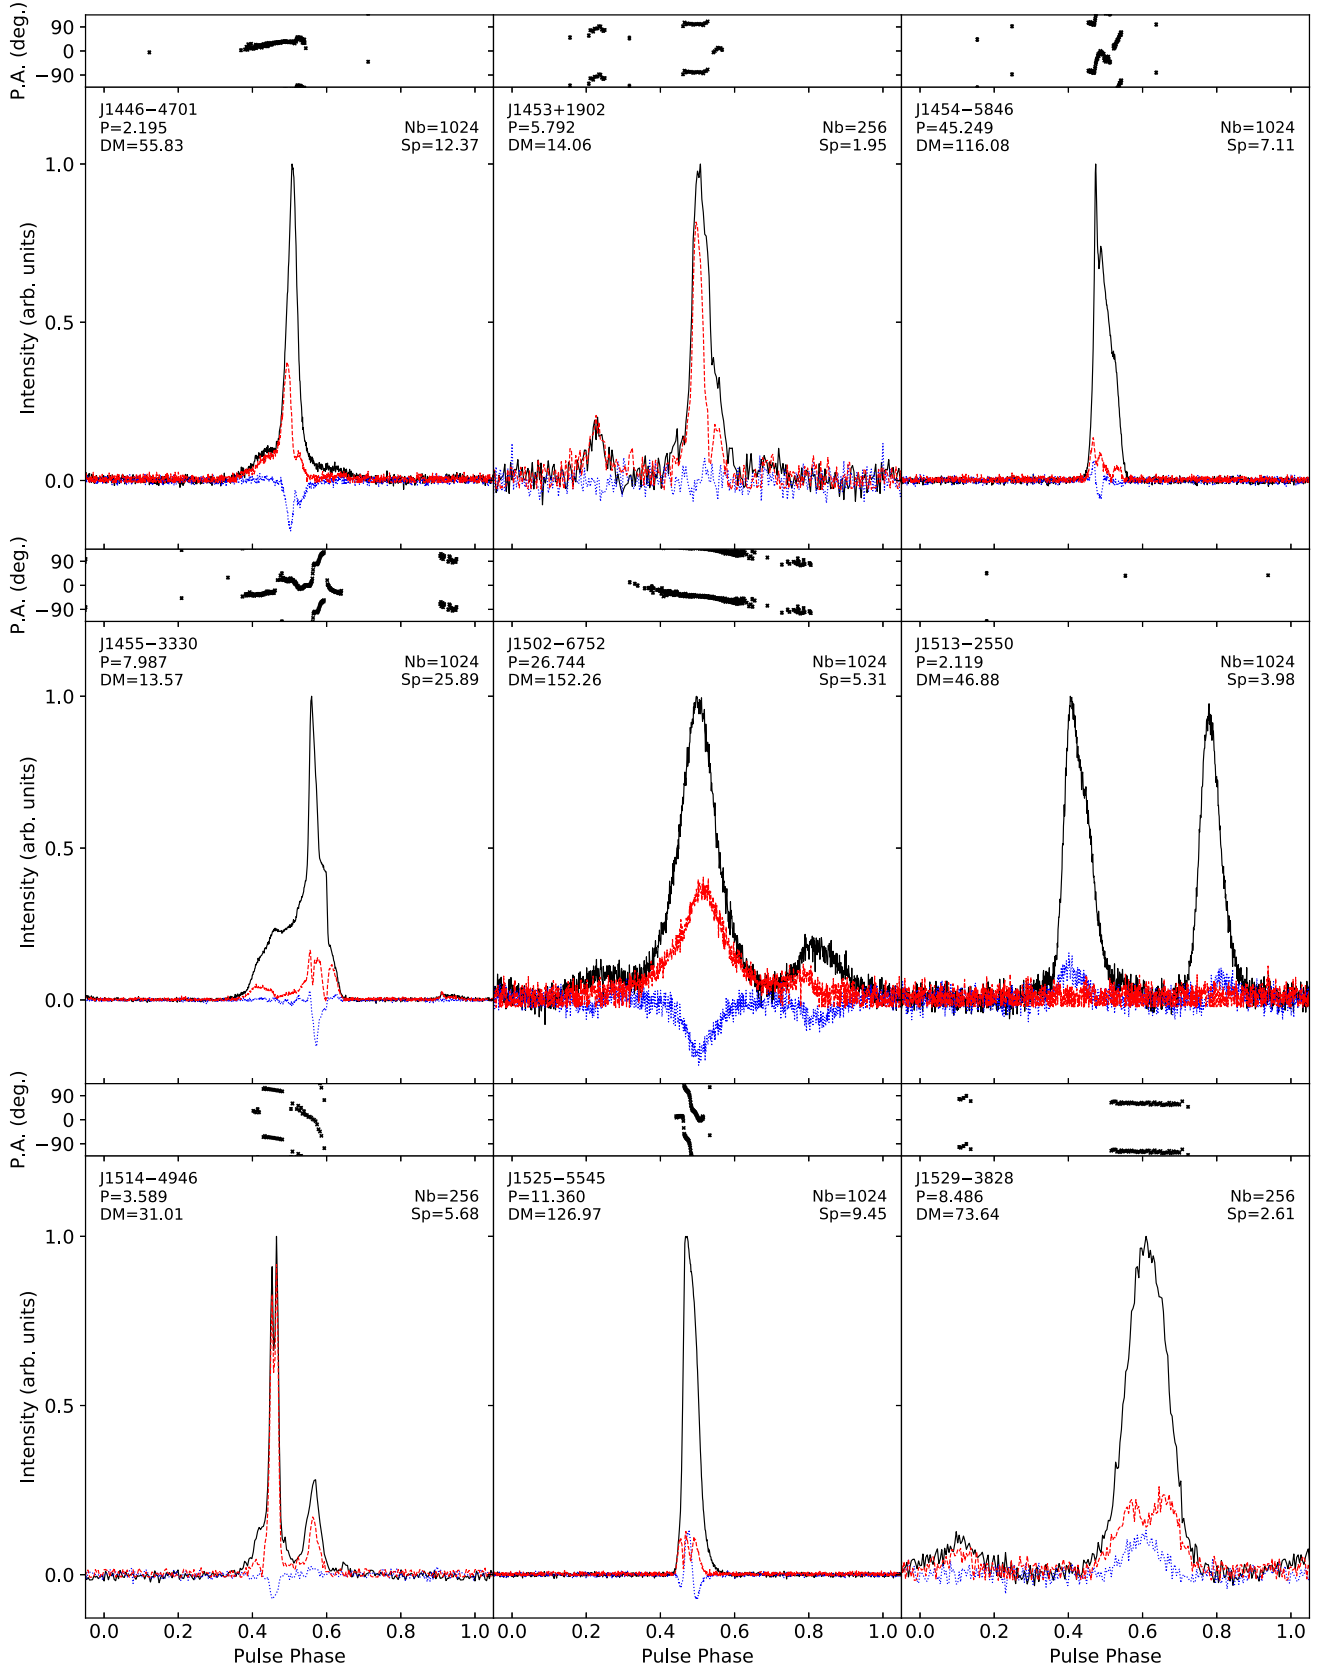 P.A. (deg.)
90
0
−90
J1446−4701
P=2.195
DM=55.83
Nb=1024
Sp=12.37
J1453+1902
P=5.792
DM=14.06
Nb=256
Sp=1.95
J1454−5846
P=45.249
DM=116.08
Nb=1024
Sp=7.11
Intensity (arb. units)
1.0
0.5
0.0
P.A. (deg.)
90
0
−90
J1455−3330
P=7.987
DM=13.57
Nb=1024
Sp=25.89
J1502−6752
P=26.744
DM=152.26
Nb=1024
Sp=5.31
J1513−2550
P=2.119
DM=46.88
Nb=1024
Sp=3.98
Intensity (arb. units)
1.0
0.5
0.0
P.A. (deg.)
90
0
−90
J1514−4946
P=3.589
DM=31.01
Nb=256
Sp=5.68
J1525−5545
P=11.360
DM=126.97
Nb=1024
Sp=9.45
J1529−3828
P=8.486
DM=73.64
Nb=256
Sp=2.61
Intensity (arb. units)
1.0
0.5
0.0
0.0 0.2 0.4 0.6 0.8 1.0
0.0 0.2 0.4 0.6 0.8 1.0
0.0 0.2 0.4 0.6 0.8 1.0
Pulse Phase
Pulse Phase
Pulse Phase